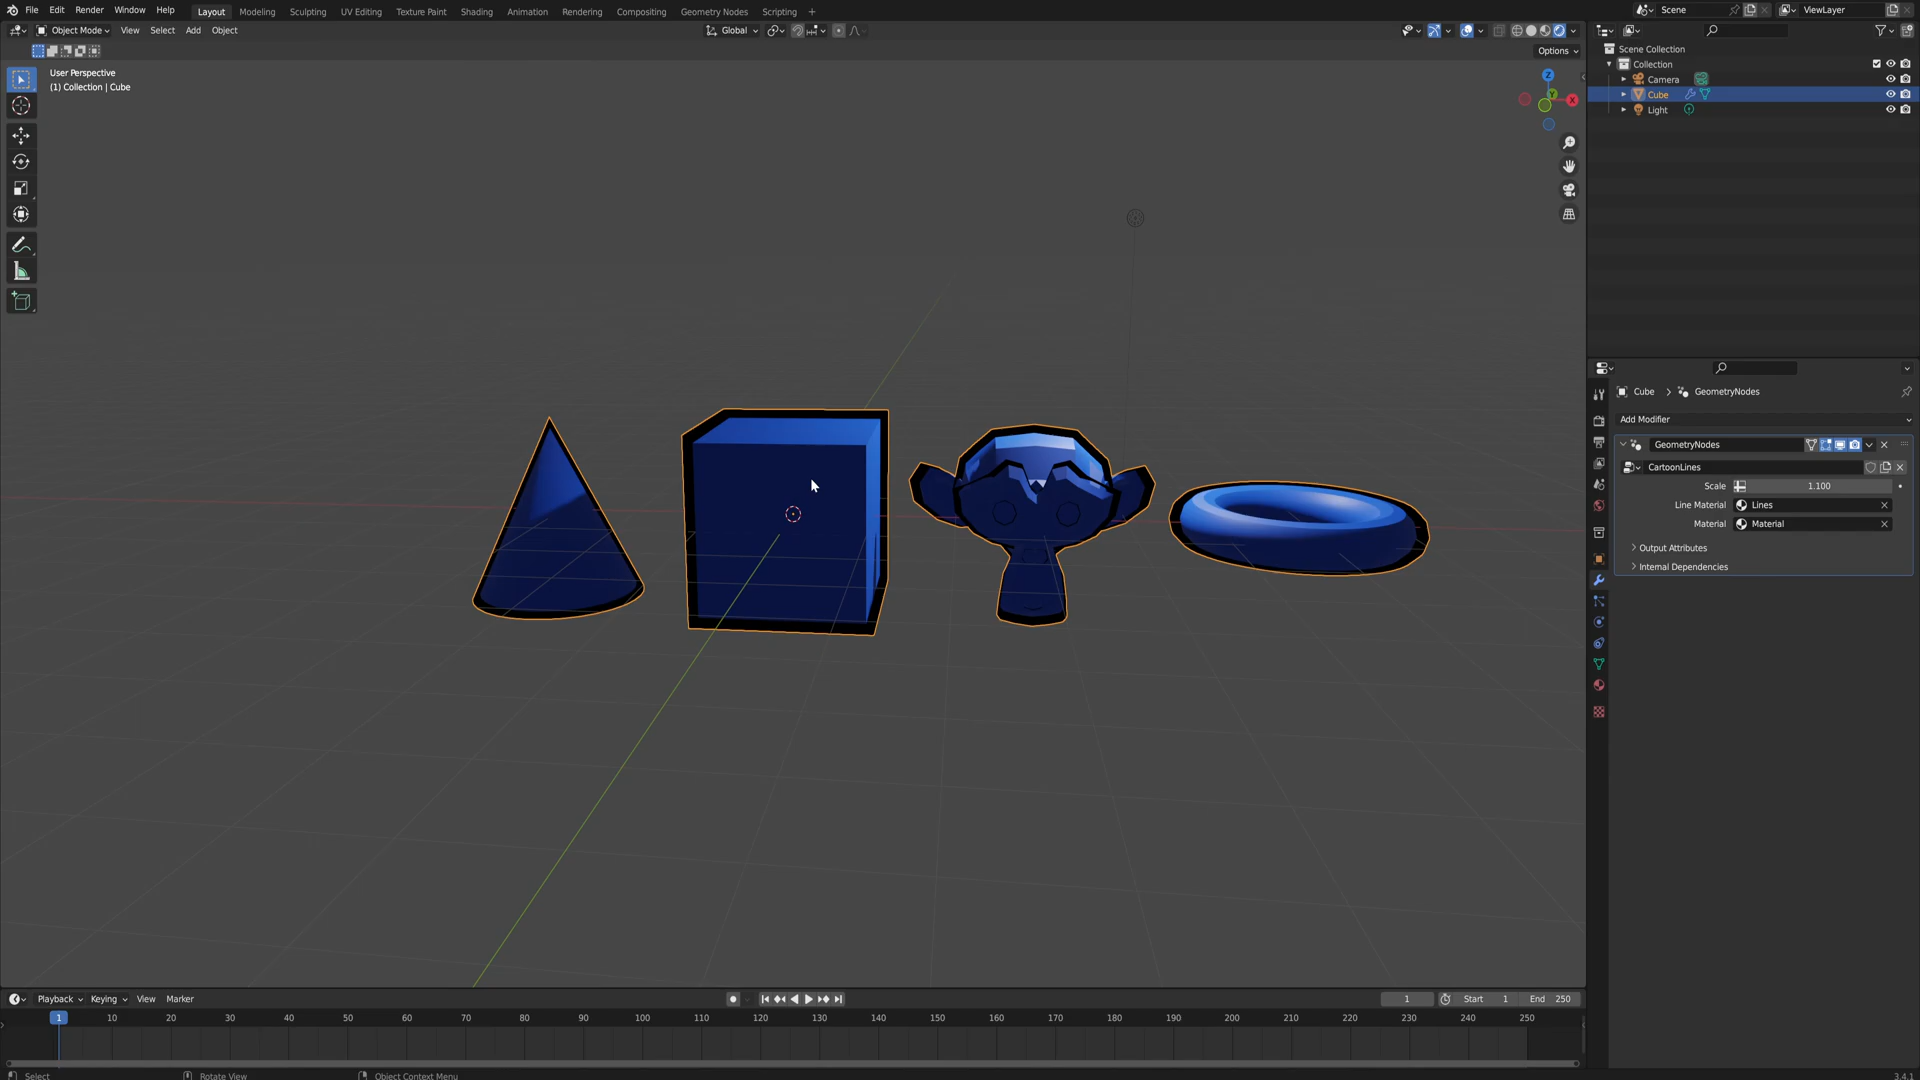 File Edit Render Window Help Layout Modeling Sculpting UV Editing Texture Paint Shading Animation Rendering Compositing Geometry Nodes Scripting + Scene ViewLayer
Object Mode View Select Add Object Global
Options
User Perspective
(1) Collection | Cube
Z
Y
X
Scene Collection
Collection
Camera
Cube
Light
Cube > GeometryNodes
Add Modifier
GeometryNodes
CartoonLines
Scale 1.100
Line Material Lines
Material Material
Output Attributes
Internal Dependencies
Playback Keying View Marker 1 Start 1 End 250
1 10 20 30 40 50 60 70 80 90 100 110 120 130 140 150 160 170 180 190 200 210 220 230 240 250
Select Rotate View Object Context Menu 3.4.1